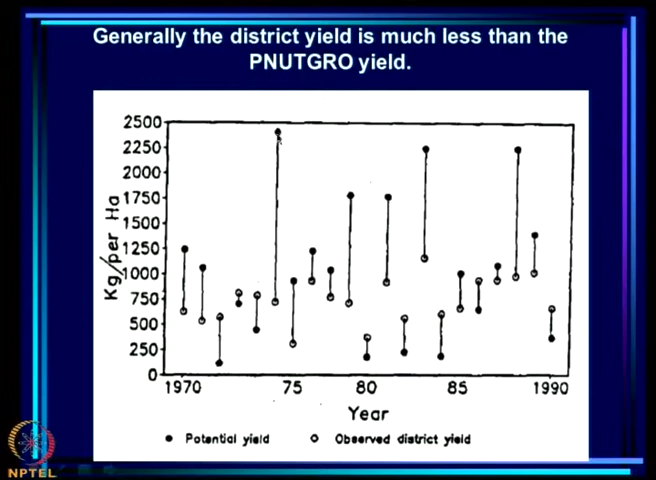 Generally the district yield is much less than the
PNUTGRO yield.
2500
2250
2000
1750
1500
1250
1000
750
500
250
0
Kg/per Ha
1970 75 80 85 1990
Year
Potential yield Observed district yield
NPTEL